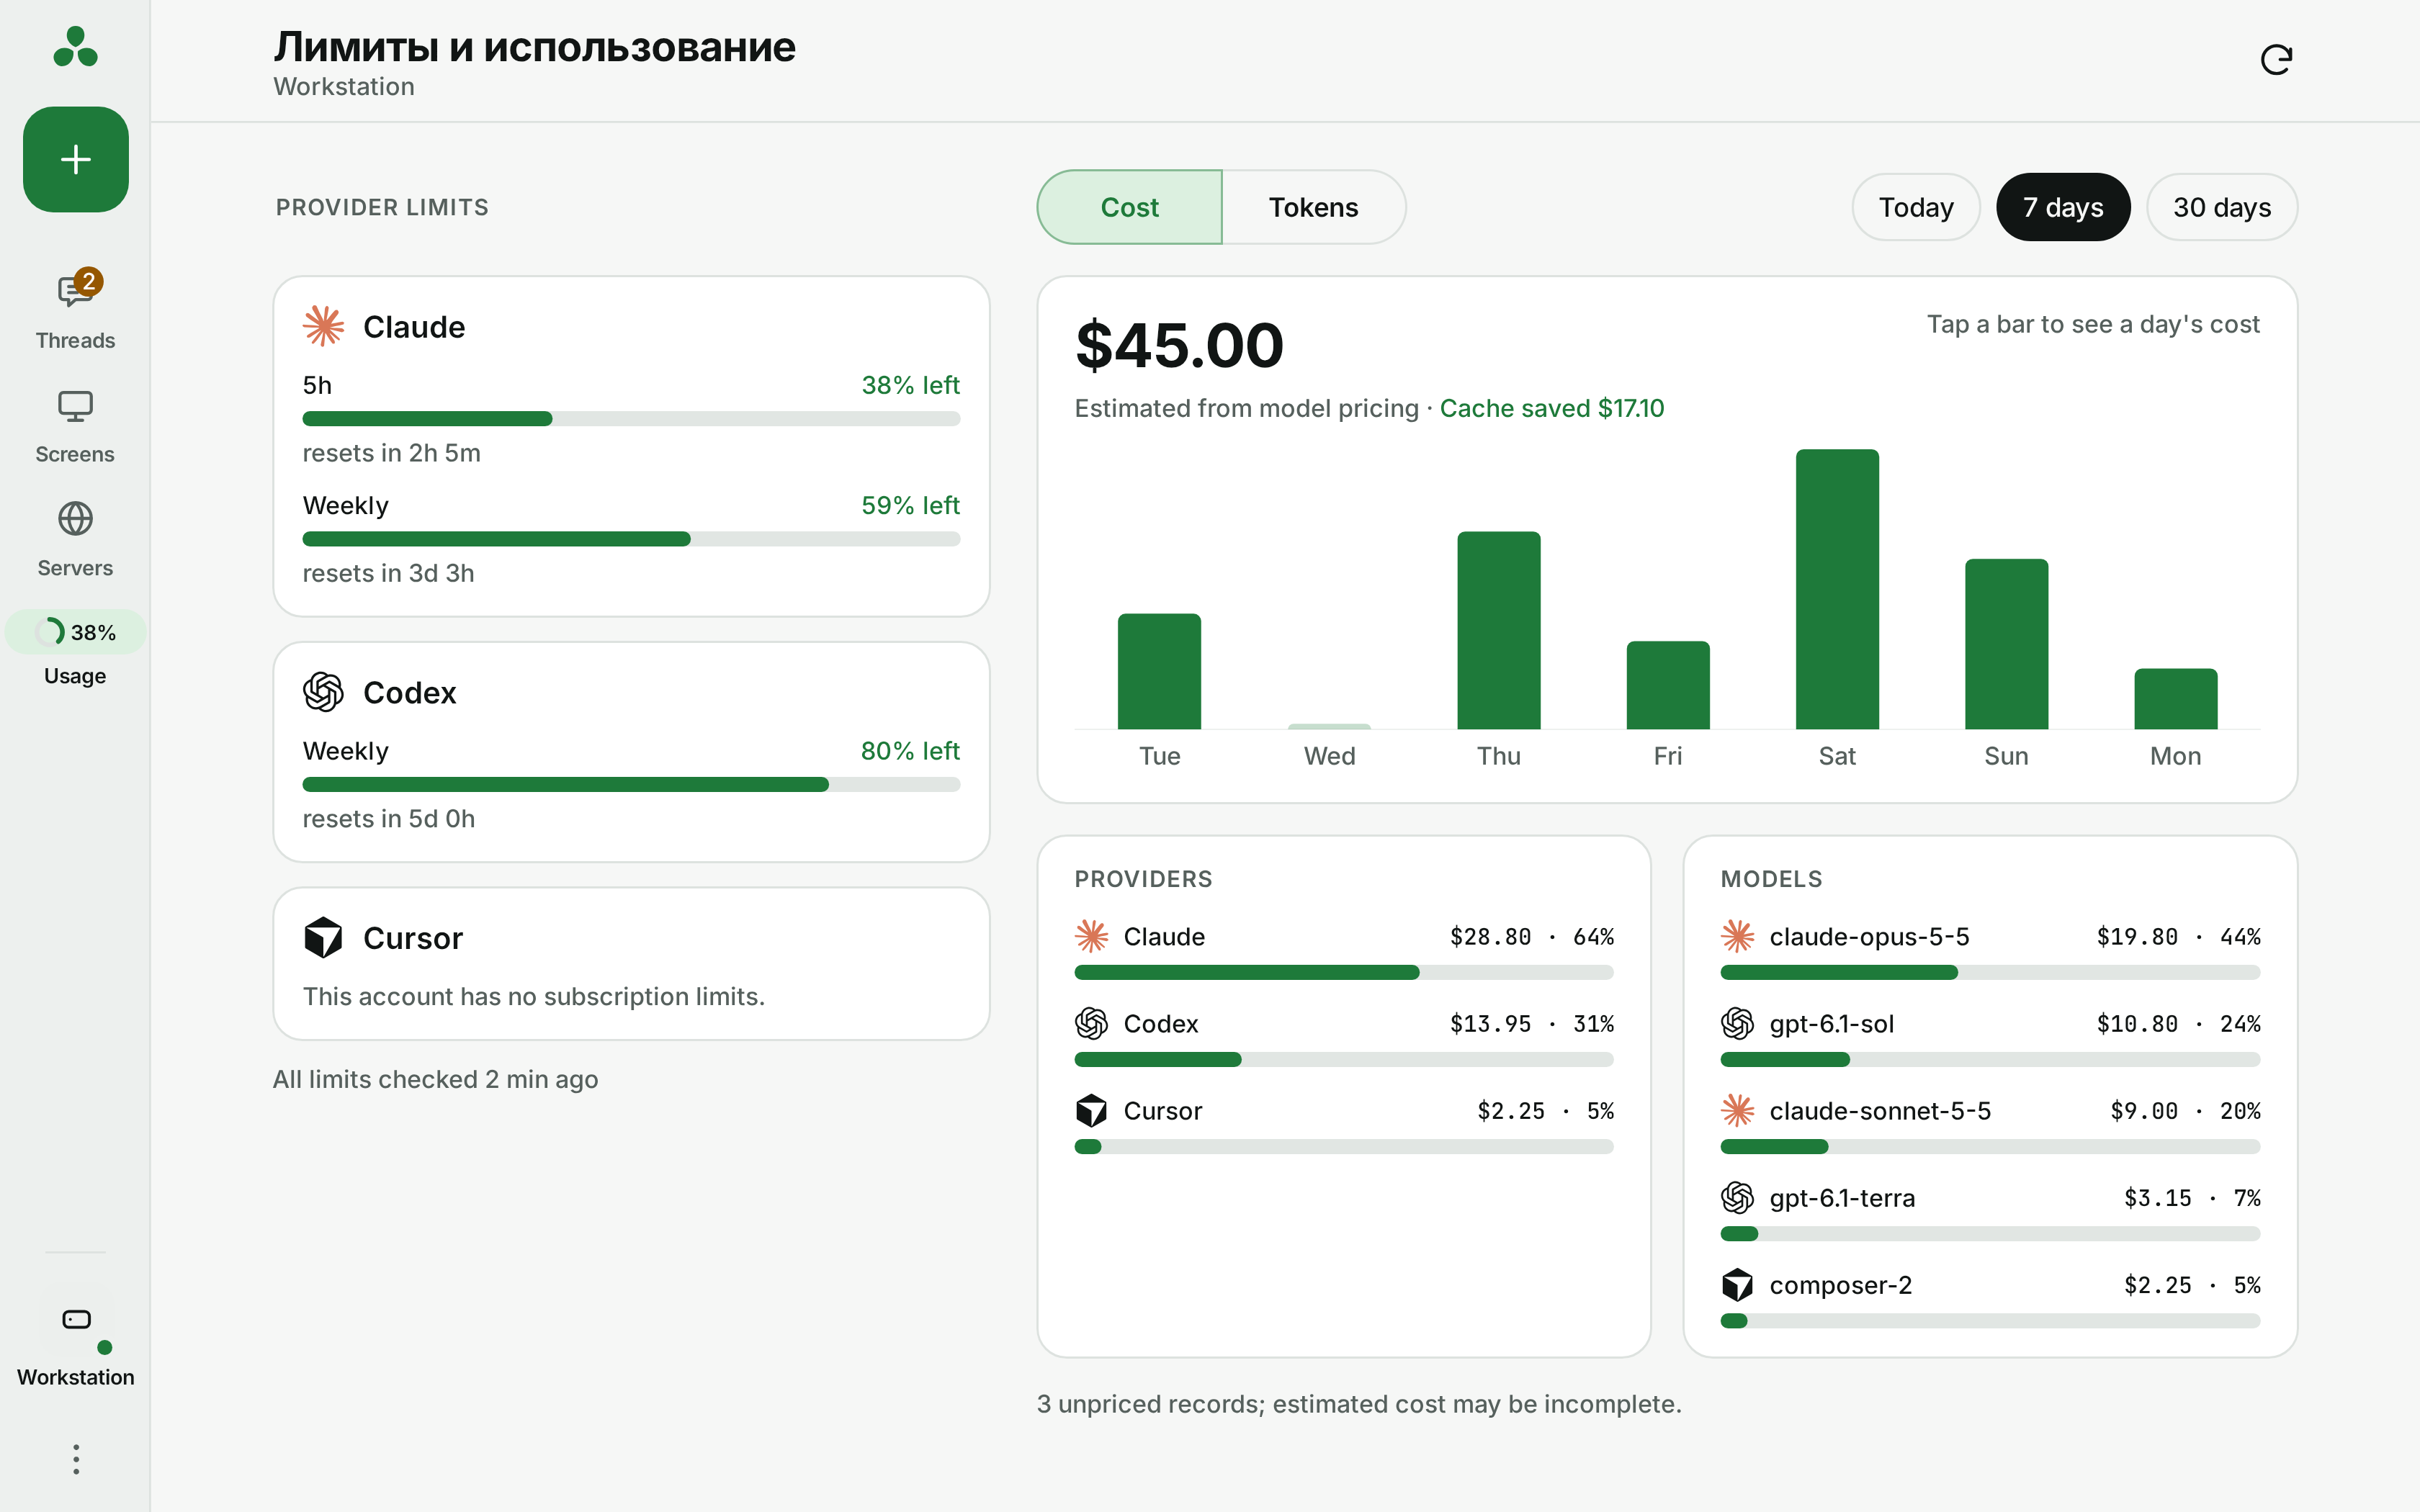 Лимиты и использование
Workstation
2
Threads
Screens
Servers
38%
Usage
Workstation
PROVIDER LIMITS
Claude
5h 38% left
resets in 2h 5m
Weekly 59% left
resets in 3d 3h
Codex
Weekly 80% left
resets in 5d 0h
Cursor
This account has no subscription limits.
All limits checked 2 min ago
Cost Tokens
Today 7 days 30 days
$45.00
Tap a bar to see a day's cost
Estimated from model pricing · Cache saved $17.10
Tue Wed Thu Fri Sat Sun Mon
PROVIDERS
Claude $28.80 · 64%
Codex $13.95 · 31%
Cursor $2.25 · 5%
MODELS
claude-opus-5-5 $19.80 · 44%
gpt-6.1-sol $10.80 · 24%
claude-sonnet-5-5 $9.00 · 20%
gpt-6.1-terra $3.15 · 7%
composer-2 $2.25 · 5%
3 unpriced records; estimated cost may be incomplete.